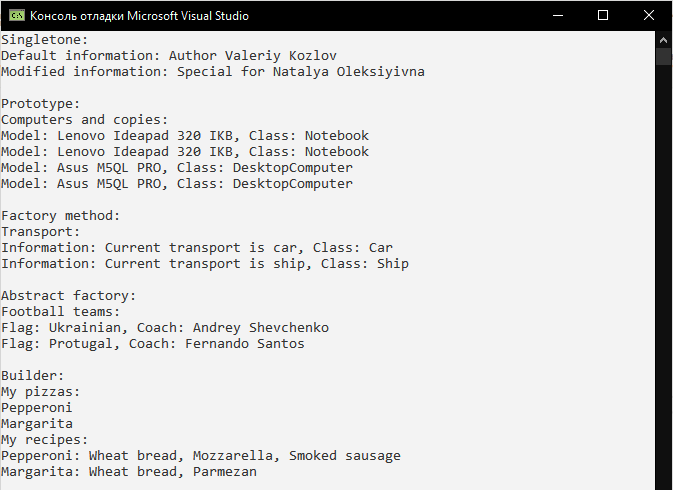 Консоль отладки Microsoft Visual Studio
Singletone:
Default information: Author Valeriy Kozlov
Modified information: Special for Natalya Oleksiyivna
Prototype:
Computers and copies:
Model: Lenovo Ideapad 320 IKB, Class: Notebook
Model: Lenovo Ideapad 320 IKB, Class: Notebook
Model: Asus M5QL PRO, Class: DesktopComputer
Model: Asus M5QL PRO, Class: DesktopComputer
Factory method:
Transport:
Information: Current transport is car, Class: Car
Information: Current transport is ship, Class: Ship
Abstract factory:
Football teams:
Flag: Ukrainian, Coach: Andrey Shevchenko
Flag: Protugal, Coach: Fernando Santos
Builder:
My pizzas:
Pepperoni
Margarita
My recipes:
Pepperoni: Wheat bread, Mozzarella, Smoked sausage
Margarita: Wheat bread, Parmezan